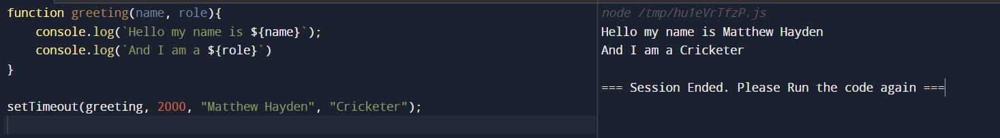 function greeting(name, role){
    console.log(`Hello my name is ${name}`);
    console.log(`And I am a ${role}`)
}
setTimeout(greeting, 2000, "Matthew Hayden", "Cricketer");
node /tmp/hu1eVrTfzP.js
Hello my name is Matthew Hayden
And I am a Cricketer
=== Session Ended. Please Run the code again ===